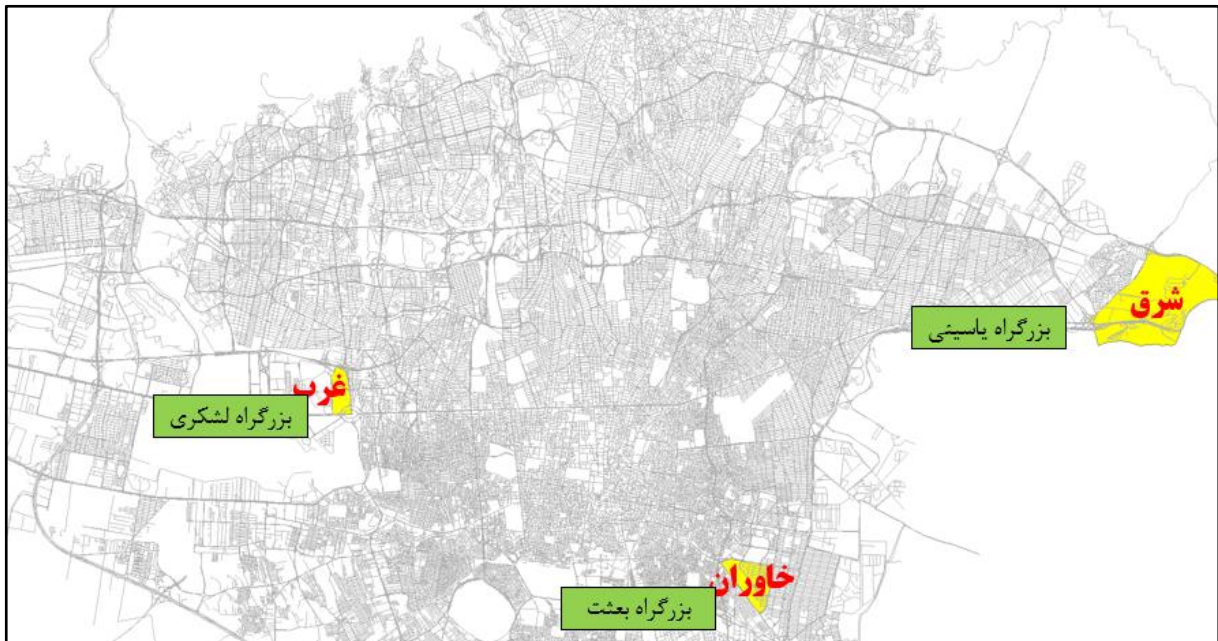 شرق
بزرگراه یاسینی
غرب
بزرگراه لشکری
خاوران
بزرگراه بعثت